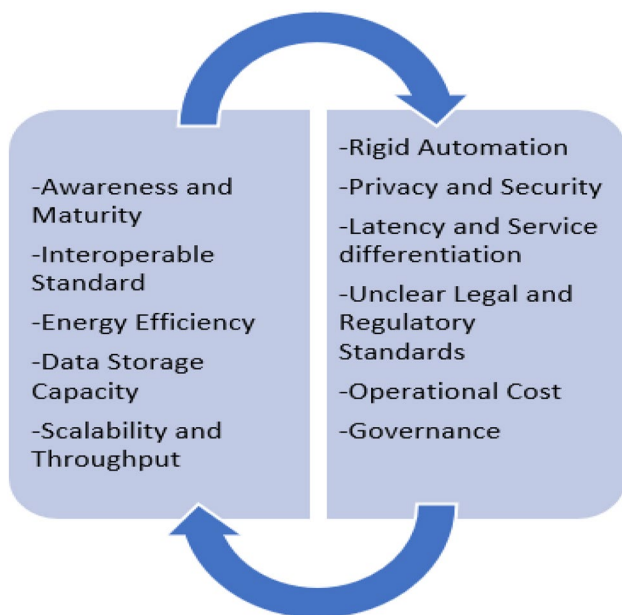 -Awareness and
Maturity
-Interoperable
Standard
-Energy Efficiency
-Data Storage
Capacity
-Scalability and
Throughput
-Rigid Automation
-Privacy and Security
-Latency and Service
differentiation
-Unclear Legal and
Regulatory
Standards
-Operational Cost
-Governance